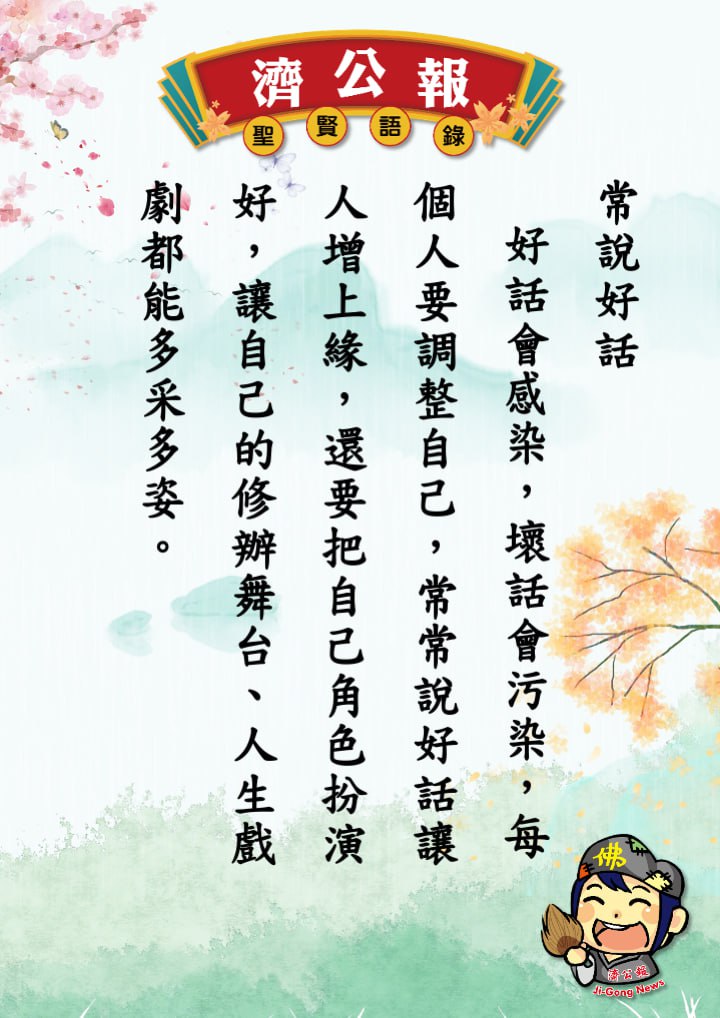 濟公報
聖賢語錄
常說好話
好話會感染，壞話會污染，每
個人要調整自己，常常說好話讓
人增上緣，還要把自己角色扮演
好，讓自己的修辦舞台、人生戲
劇都能多采多姿。
佛
濟公報
Ji-Gong News